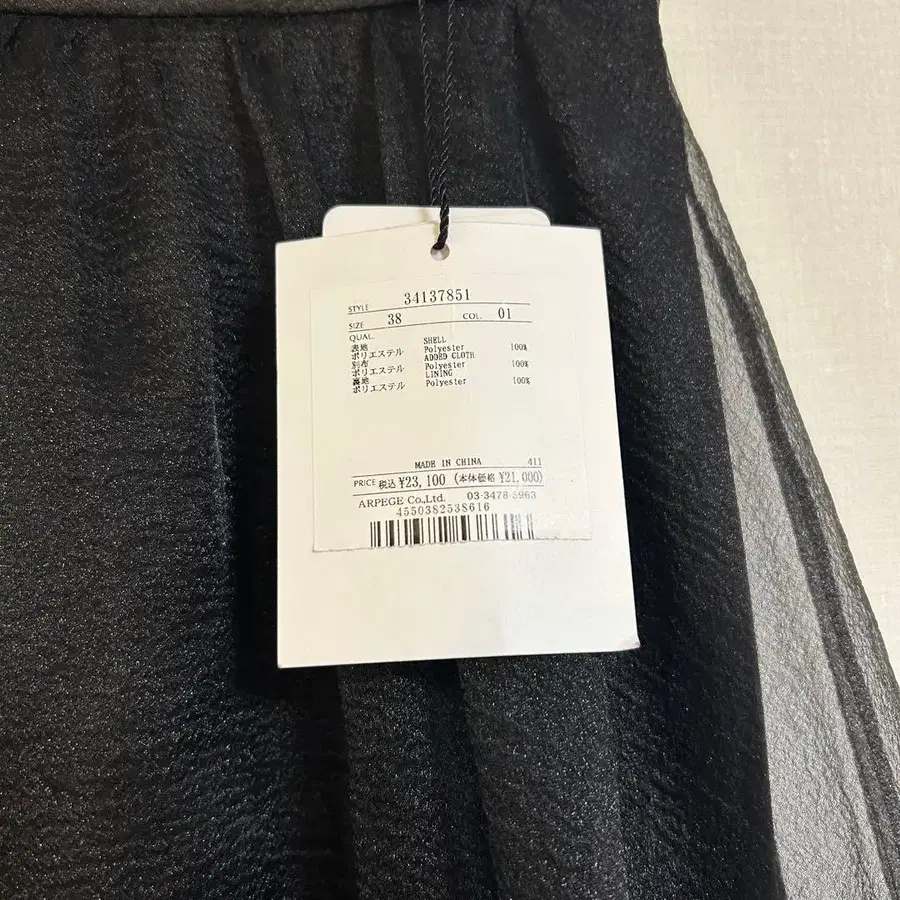 STYLE 34137851
SIZE 38 COL. 01
QUAL. SHELL
表地 Polyester 100%
ポリエステル ADDED CLOTH
別布 Polyester 100%
ポリエステル LINING
裏地 Polyester 100%
ポリエステル
MADE IN CHINA 411
PRICE 税込 ¥23,100 (本体価格 ¥21,000)
ARPEGE Co.,Ltd. 03-3478-5963
4550382538616